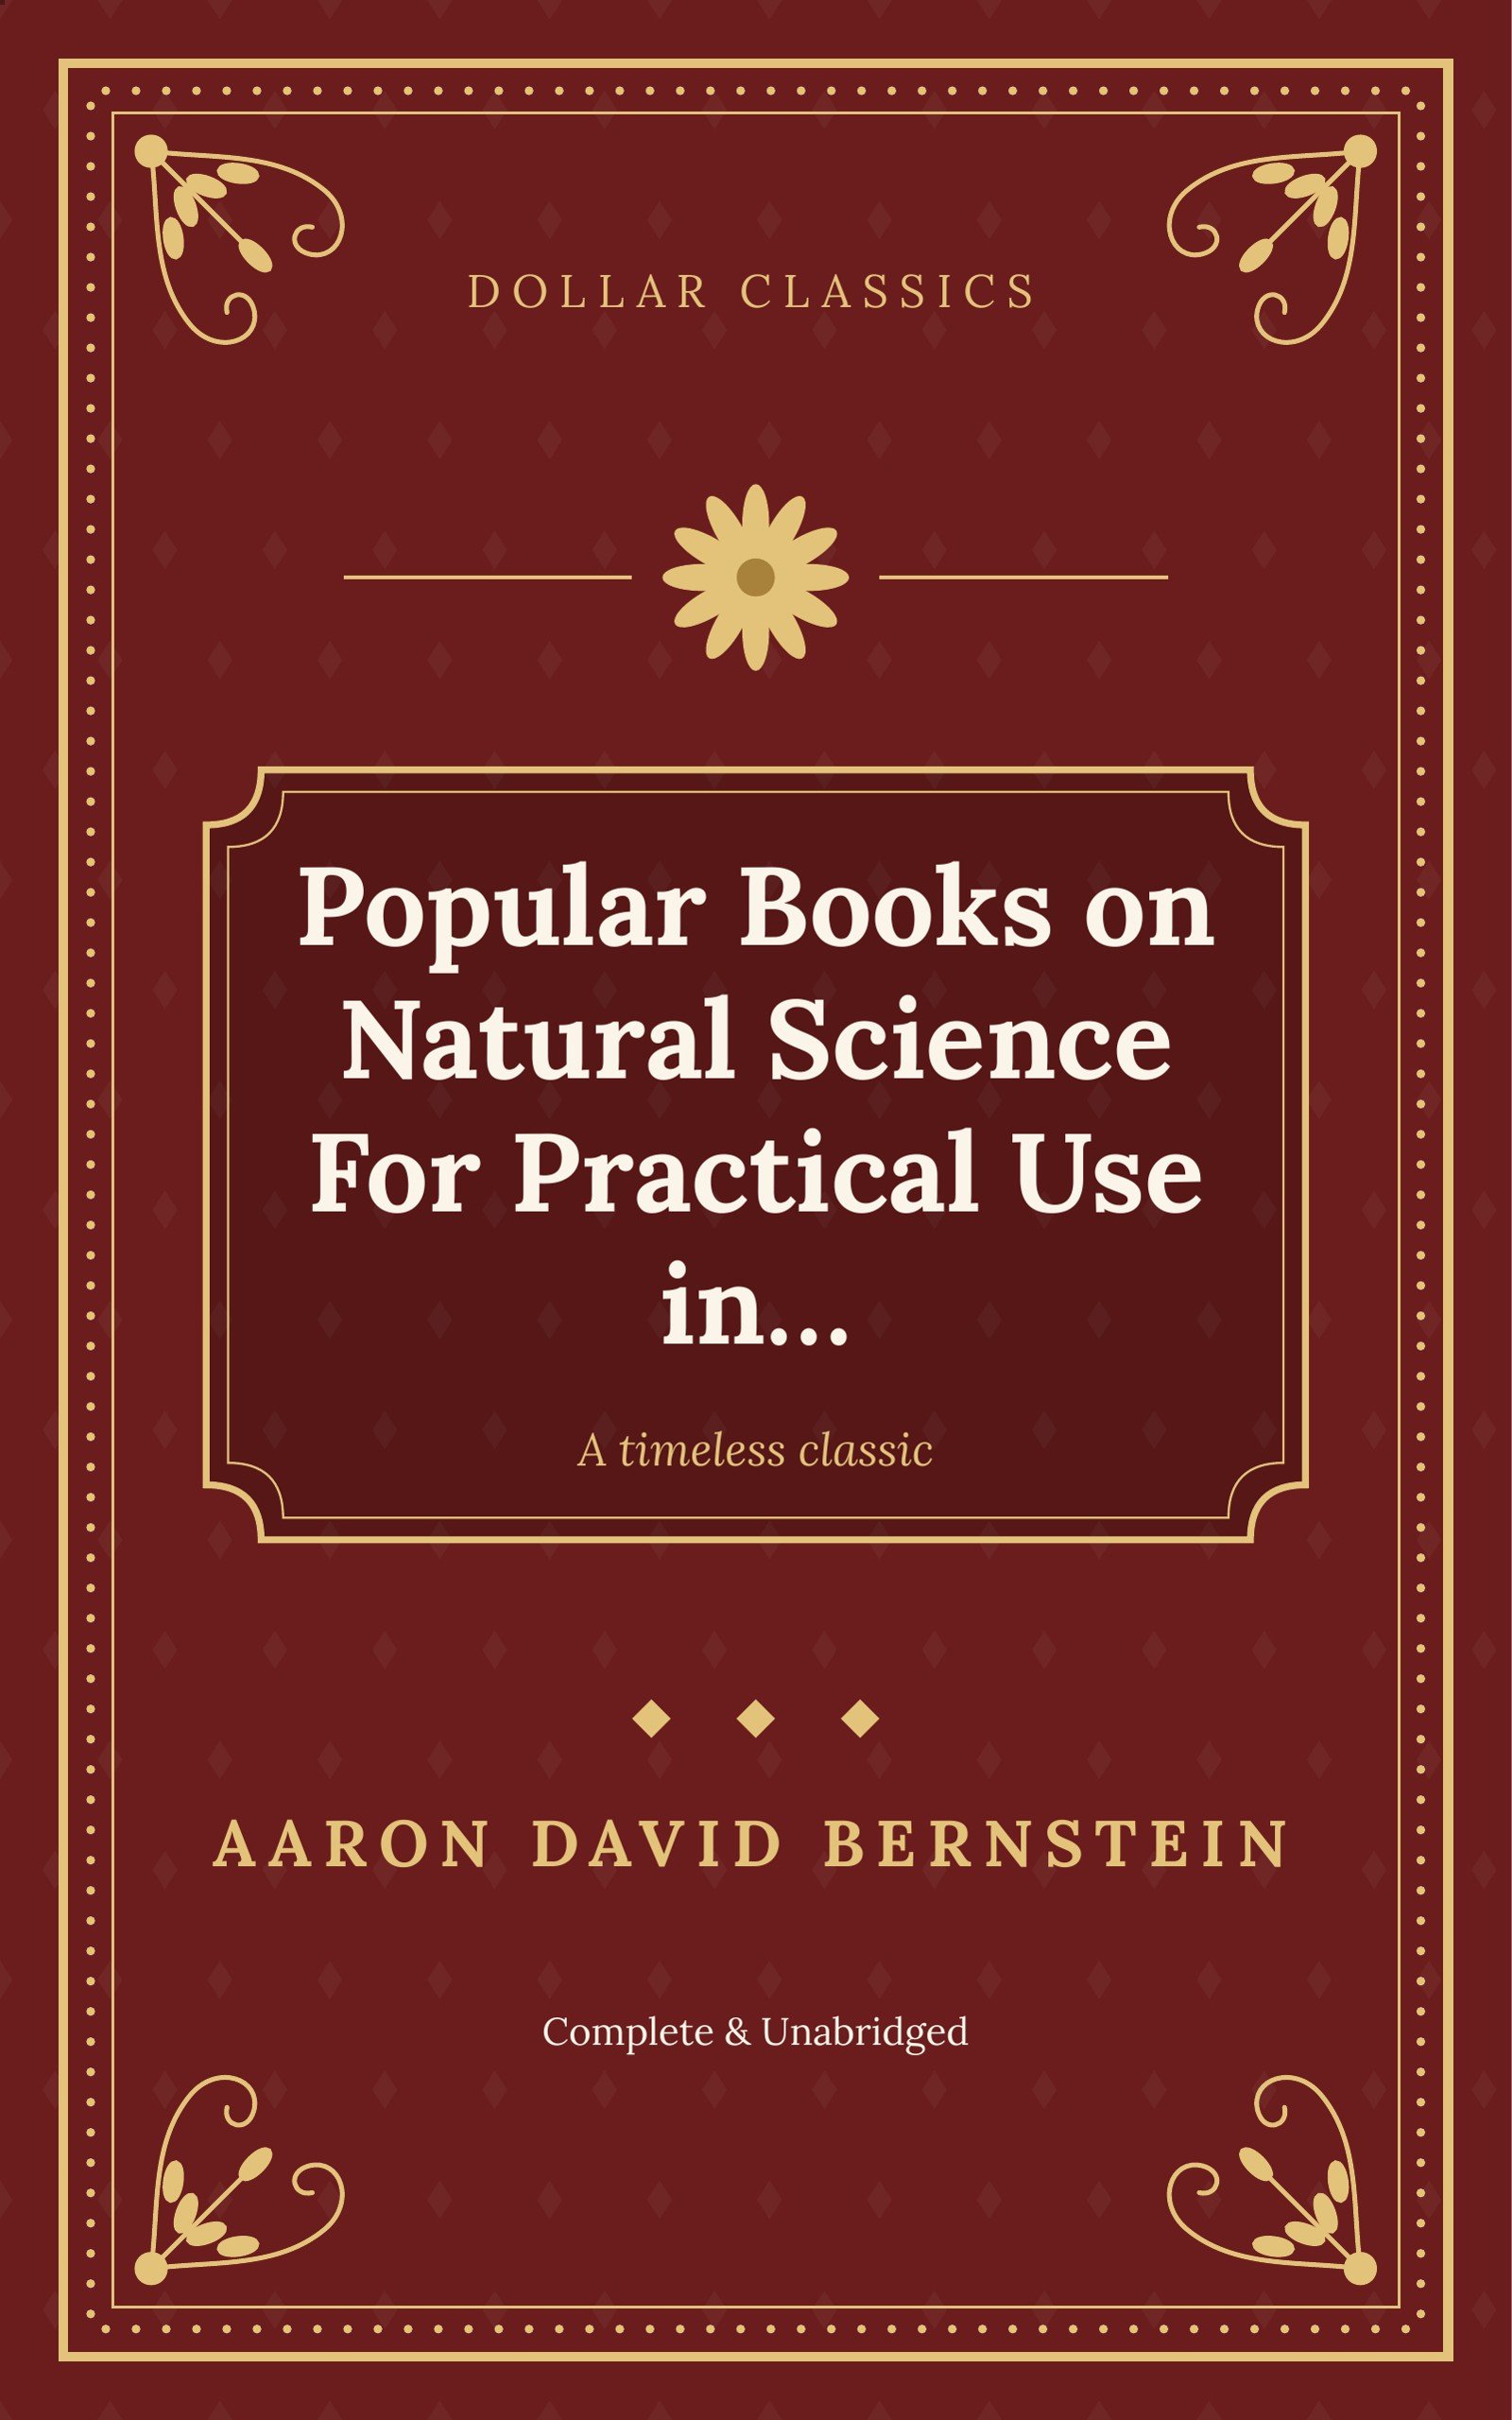 DOLLAR CLASSICS
Popular Books on
Natural Science
For Practical Use
in...
A timeless classic
AARON DAVID BERNSTEIN
Complete & Unabridged